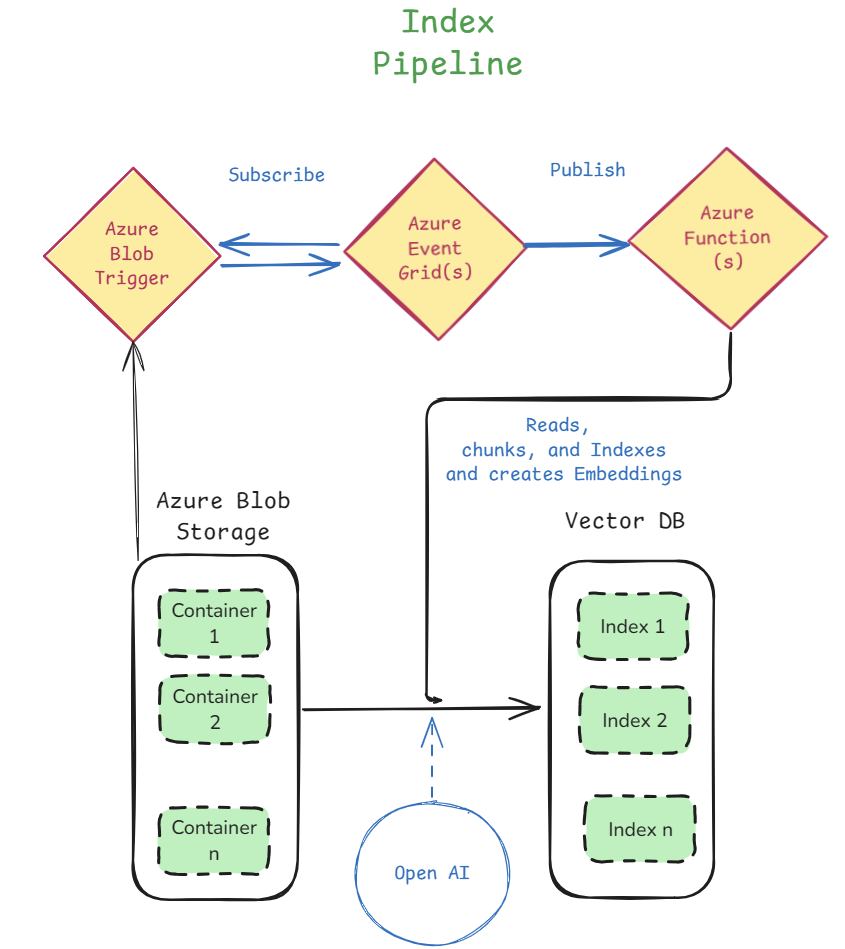 Index
Pipeline
Subscribe
Publish
Azure
Blob
Trigger
Azure
Event
Grid(s)
Azure
Function
(s)
Reads,
chunks, and Indexes
and creates Embeddings
Azure Blob
Storage
Vector DB
Container
1
Container
2
Container
n
Index 1
Index 2
Index n
Open AI